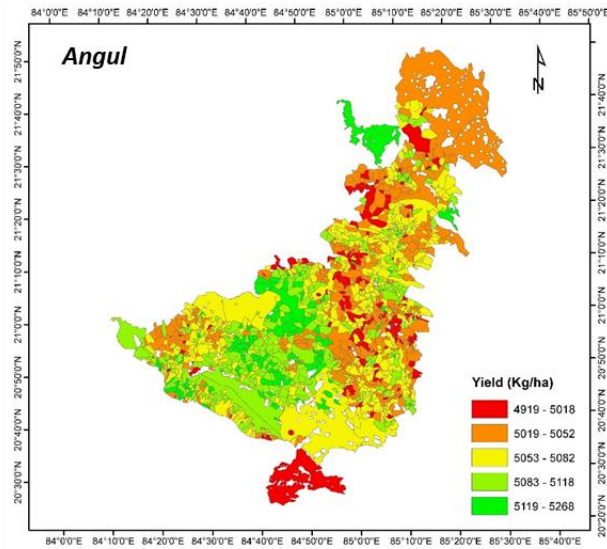 84°0'0"E 84°10'0"E 84°20'0"E 84°30'0"E 84°40'0"E 84°50'0"E 85°0'0"E 85°10'0"E 85°20'0"E 85°30'0"E 85°40'0"E 85°50'0"E
Angul
N
21°50'0"N
21°40'0"N
21°30'0"N
21°20'0"N
21°10'0"N
21°0'0"N
20°50'0"N
20°40'0"N
20°30'0"N
21°40'0"N
21°30'0"N
21°20'0"N
21°10'0"N
21°0'0"N
20°50'0"N
20°40'0"N
20°30'0"N
20°20'0"N
Yield (Kg/ha)
4919 - 5018
5019 - 5052
5053 - 5082
5083 - 5118
5119 - 5268
84°0'0"E 84°10'0"E 84°20'0"E 84°30'0"E 84°40'0"E 84°50'0"E 85°0'0"E 85°10'0"E 85°20'0"E 85°30'0"E 85°40'0"E